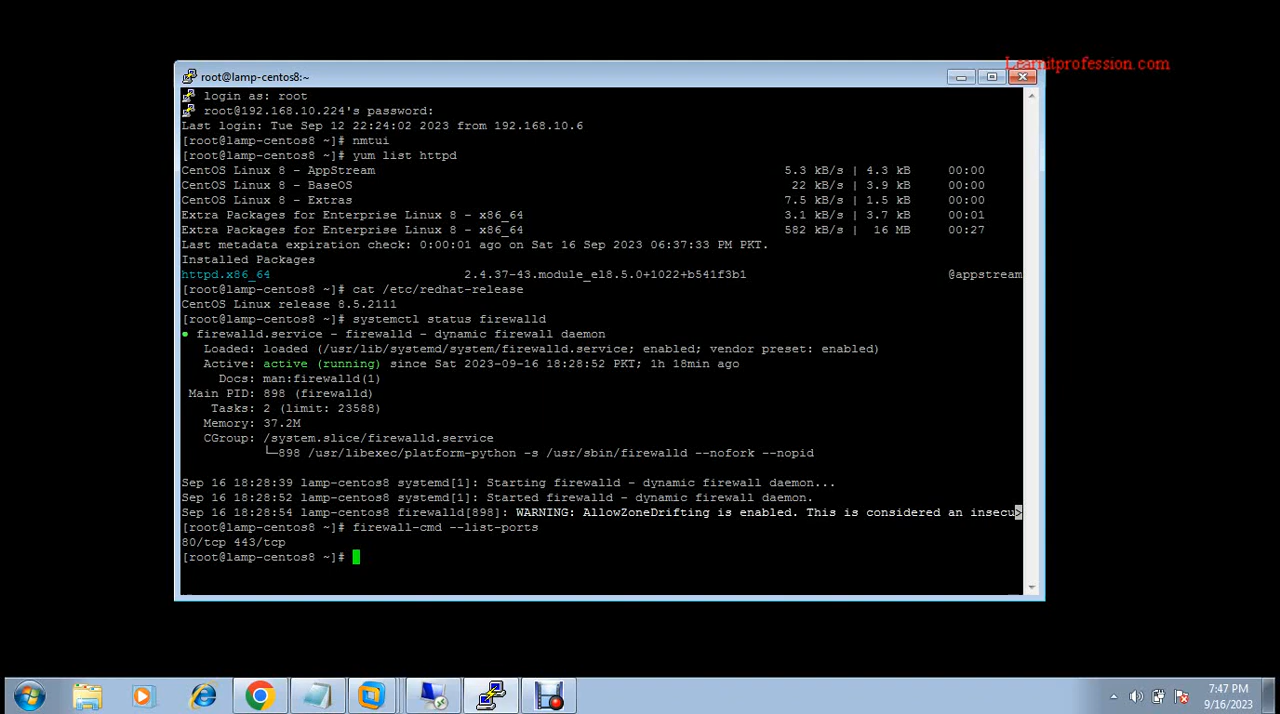 Learnitprofession.com
root@lamp-centos8:~
login as: root
root@192.168.10.224's password:
Last login: Tue Sep 12 22:24:02 2023 from 192.168.10.6
[root@lamp-centos8 ~]# nmtui
[root@lamp-centos8 ~]# yum list httpd
CentOS Linux 8 - AppStream 5.3 kB/s | 4.3 kB 00:00
CentOS Linux 8 - BaseOS 22 kB/s | 3.9 kB 00:00
CentOS Linux 8 - Extras 7.5 kB/s | 1.5 kB 00:00
Extra Packages for Enterprise Linux 8 - x86_64 3.1 kB/s | 3.7 kB 00:01
Extra Packages for Enterprise Linux 8 - x86_64 582 kB/s | 16 MB 00:27
Last metadata expiration check: 0:00:01 ago on Sat 16 Sep 2023 06:37:33 PM PKT.
Installed Packages
httpd.x86_64 2.4.37-43.module_el8.5.0+1022+b541f3b1 @appstream
[root@lamp-centos8 ~]# cat /etc/redhat-release
CentOS Linux release 8.5.2111
[root@lamp-centos8 ~]# systemctl status firewalld
● firewalld.service - firewalld - dynamic firewall daemon
Loaded: loaded (/usr/lib/systemd/system/firewalld.service; enabled; vendor preset: enabled)
Active: active (running) since Sat 2023-09-16 18:28:52 PKT; 1h 18min ago
Docs: man:firewalld(1)
Main PID: 898 (firewalld)
Tasks: 2 (limit: 23588)
Memory: 37.2M
CGroup: /system.slice/firewalld.service
└─898 /usr/libexec/platform-python -s /usr/sbin/firewalld --nofork --nopid
Sep 16 18:28:39 lamp-centos8 systemd[1]: Starting firewalld - dynamic firewall daemon...
Sep 16 18:28:52 lamp-centos8 systemd[1]: Started firewalld - dynamic firewall daemon.
Sep 16 18:28:54 lamp-centos8 firewalld[898]: WARNING: AllowZoneDrifting is enabled. This is considered an insecu>
[root@lamp-centos8 ~]# firewall-cmd --list-ports
80/tcp 443/tcp
[root@lamp-centos8 ~]#
7:47 PM
9/16/2023